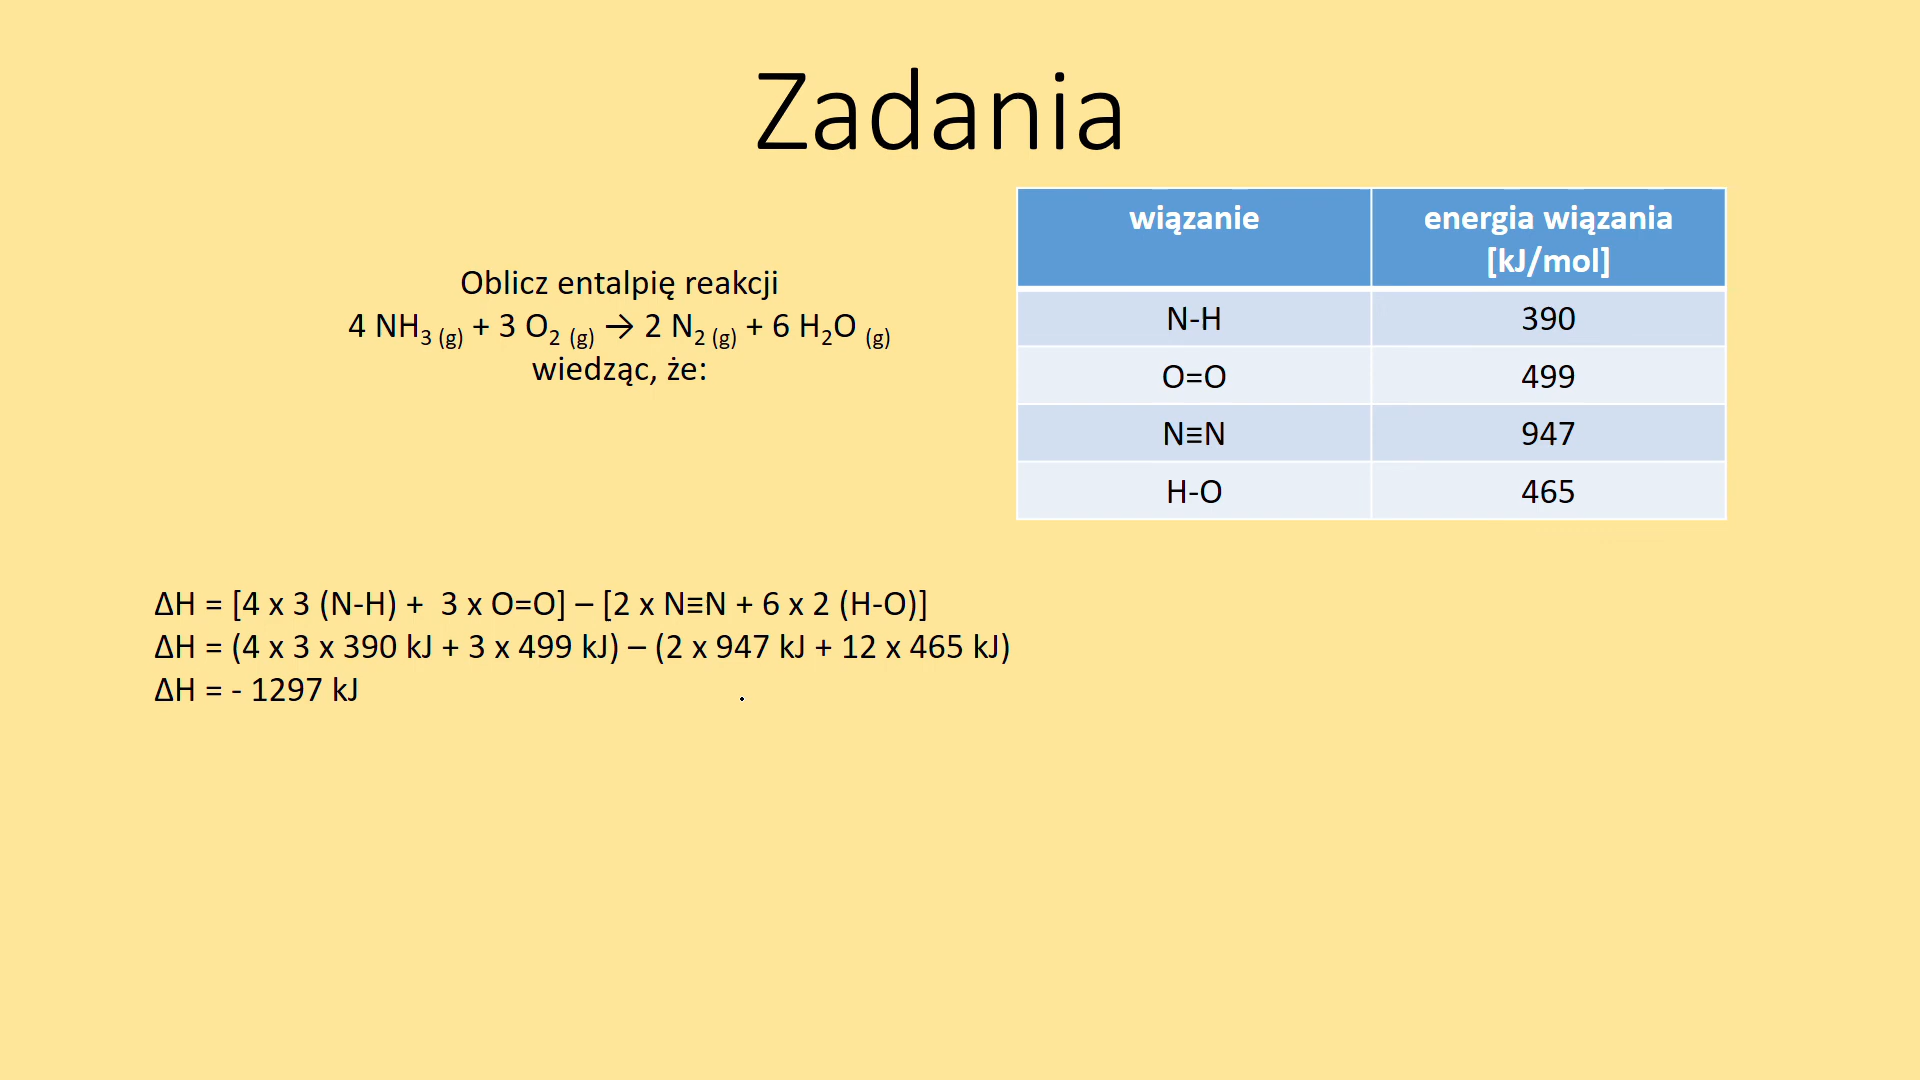 Zadania
Oblicz entalpię reakcji
4 NH₃ (g) + 3 O₂ (g) → 2 N₂ (g) + 6 H₂O (g)
wiedząc, że:
wiązanie energia wiązania
[kJ/mol]
N-H 390
O=O 499
N≡N 947
H-O 465
ΔH = [4 x 3 (N-H) +  3 x O=O] – [2 x N≡N + 6 x 2 (H-O)]
ΔH = (4 x 3 x 390 kJ + 3 x 499 kJ) – (2 x 947 kJ + 12 x 465 kJ)
ΔH = - 1297 kJ